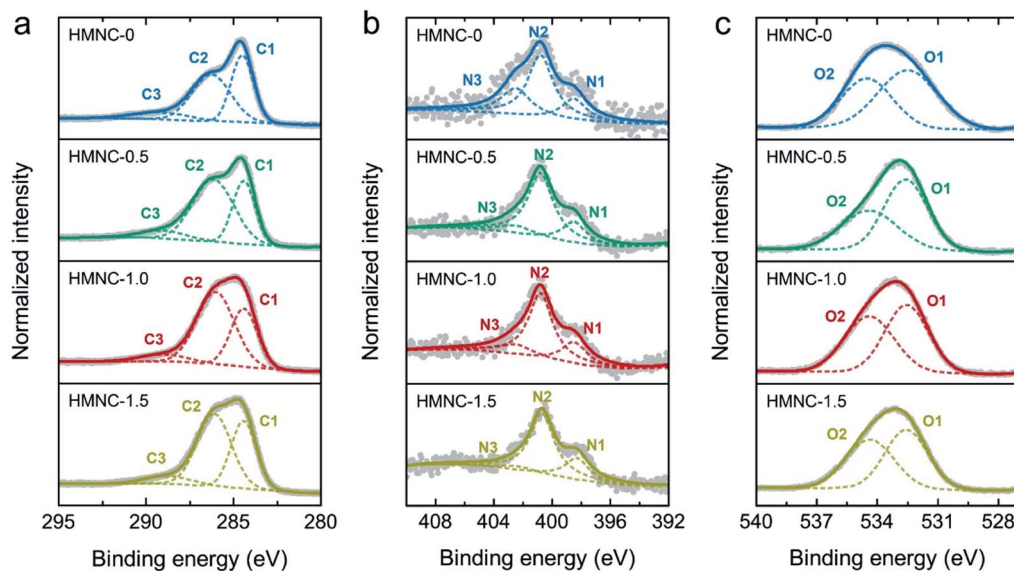 a
HMNC-0
C3
C2
C1
HMNC-0.5
C3
C2
C1
HMNC-1.0
C3
C2
C1
HMNC-1.5
C3
C2
C1
295 290 285 280
Binding energy (eV)
Normalized intensity
b
HMNC-0
N3
N2
N1
HMNC-0.5
N3
N2
N1
HMNC-1.0
N3
N2
N1
HMNC-1.5
N3
N2
N1
408 404 400 396 392
Binding energy (eV)
Normalized intensity
c
HMNC-0
O2
O1
HMNC-0.5
O2
O1
HMNC-1.0
O2
O1
HMNC-1.5
O2
O1
540 537 534 531 528
Binding energy (eV)
Normalized intensity